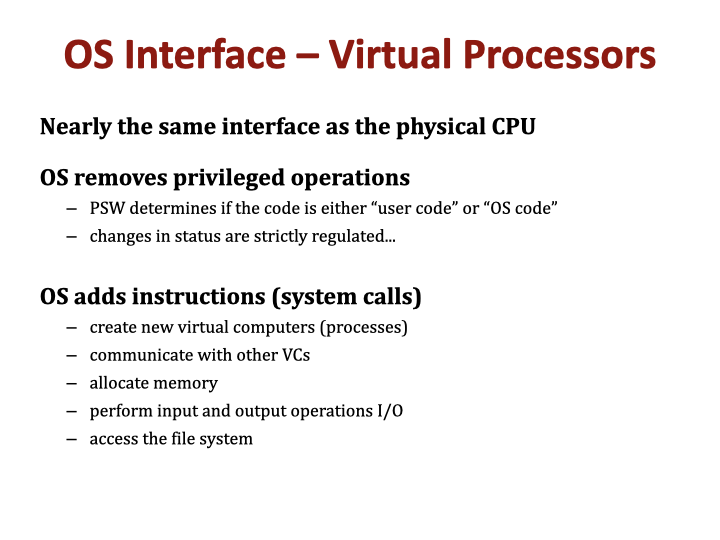 OS Interface – Virtual Processors
Nearly the same interface as the physical CPU
OS removes privileged operations
– PSW determines if the code is either “user code” or “OS code”
– changes in status are strictly regulated...
OS adds instructions (system calls)
– create new virtual computers (processes)
– communicate with other VCs
– allocate memory
– perform input and output operations I/O
– access the file system